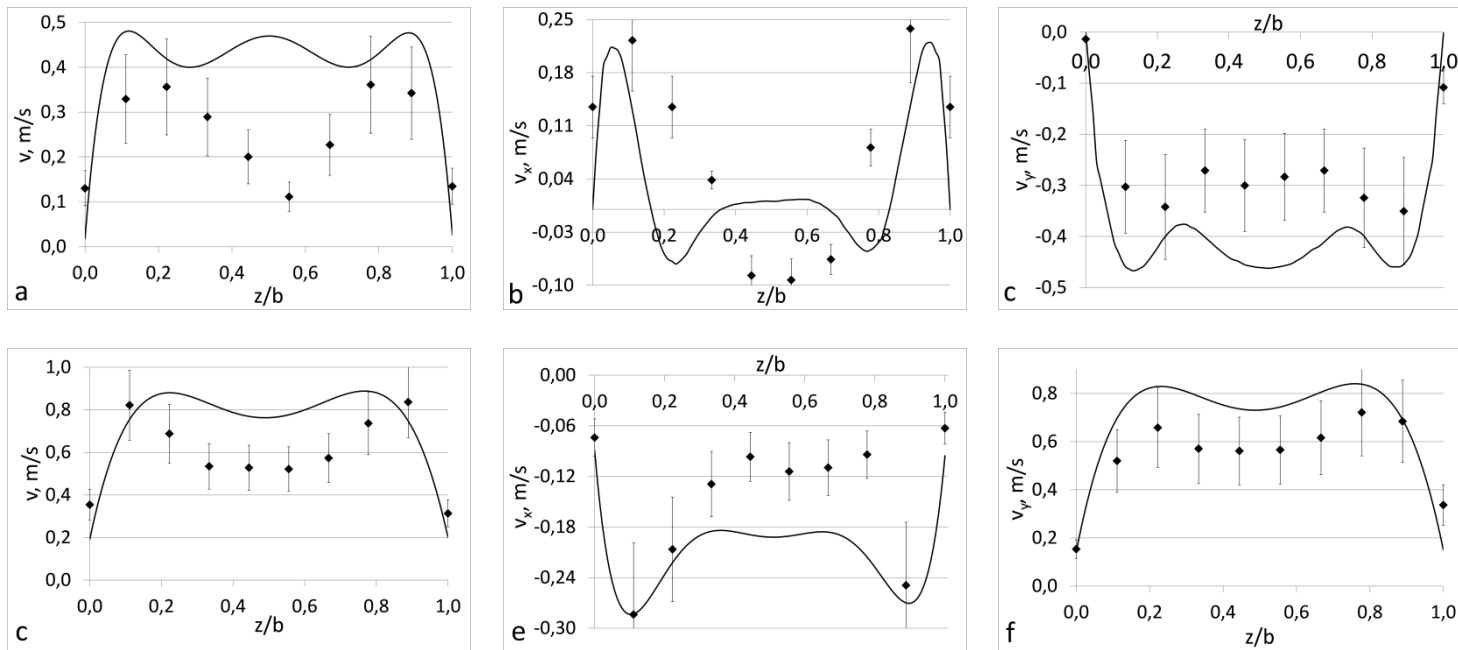 0,5
0,4
0,3
0,2
0,1
0,0
v, m/s
0,0 0,2 0,4 0,6 0,8 1,0
z/b
a
0,25
0,18
0,11
0,04
-0,03
-0,10
v_x, m/s
z/b
0,0 0,2 0,4 0,6 0,8 1,0
z/b
b
z/b
0,0
-0,1
-0,2
-0,3
-0,4
-0,5
v_y, m/s
0,0 0,2 0,4 0,6 0,8 1,0
c
1,0
0,8
0,6
0,4
0,2
0,0
v, m/s
0,0 0,2 0,4 0,6 0,8 1,0
z/b
c
z/b
0,00
-0,06
-0,12
-0,18
-0,24
-0,30
v_x, m/s
0,0 0,2 0,4 0,6 0,8 1,0
e
0,8
0,6
0,4
0,2
0,0
v_y, m/s
0,0 0,2 0,4 0,6 0,8 1,0
z/b
f